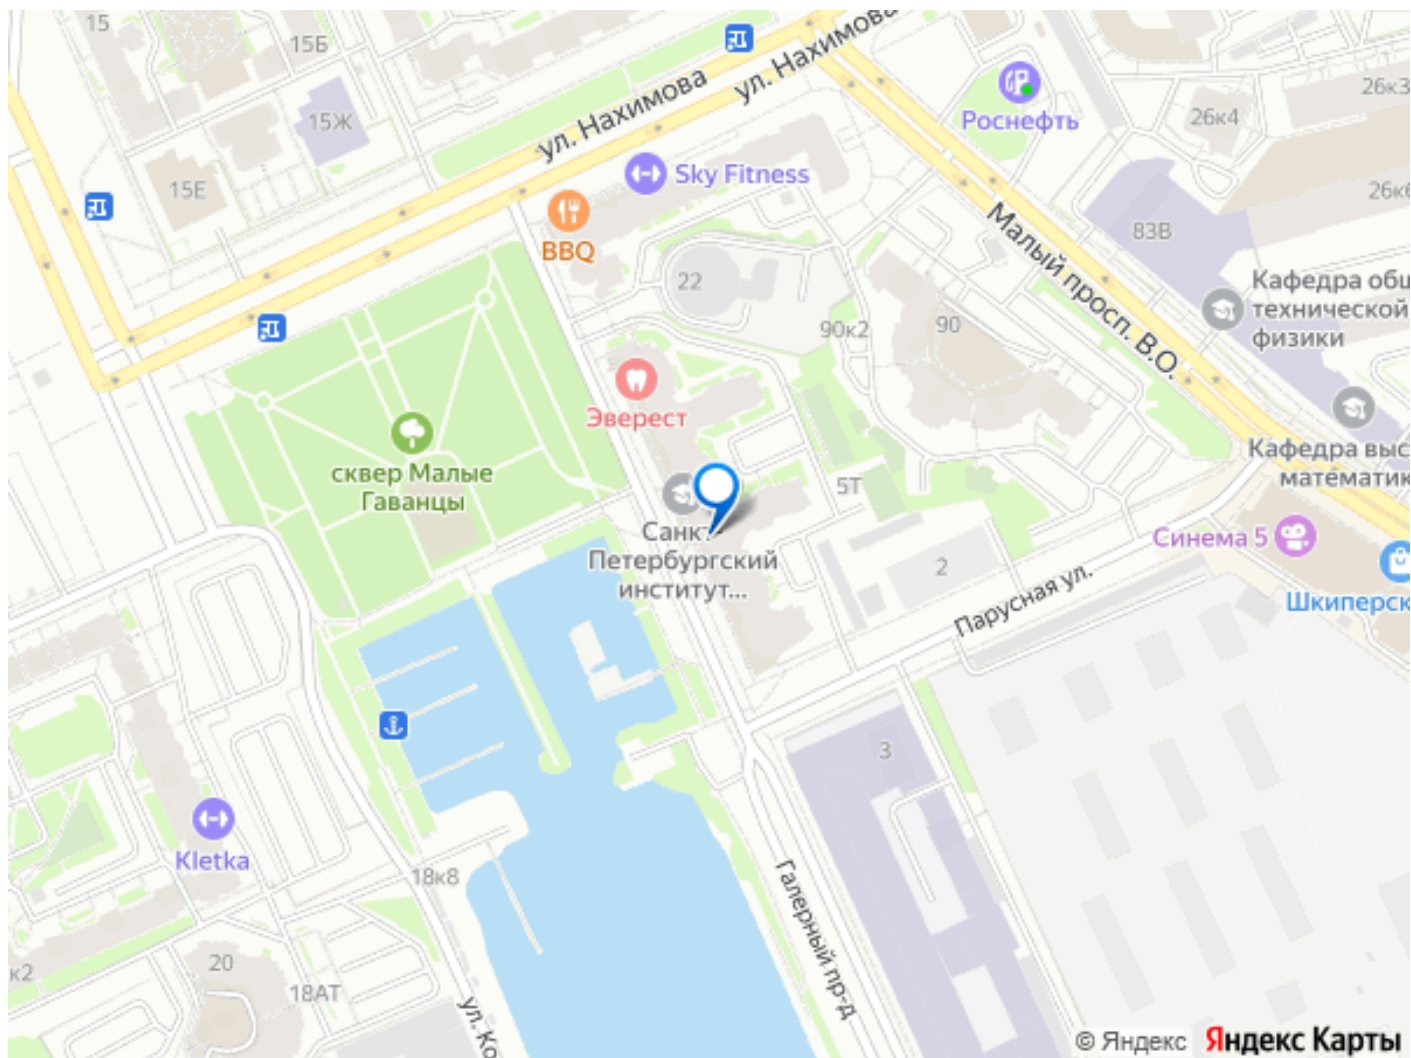 15
15Б
ул. Нахимова
ул. Нахимова
Роснефть
26к3
26к4
15Ж
15Е
Sky Fitness
26к6
BBQ
83В
Малый просп. В.О.
22
90к2
90
Кафедра общ
технической
физики
Эверест
сквер Малые
Гаванцы
Кафедра выс
математик
5Т
Санкт-
Петербургский
институт...
Синема 5
2
Парусная ул.
Шкиперск
3
Kletka
18к8
Галерный пр-д
к2
20
18АТ
ул. Ко
© Яндекс
Яндекс Карты